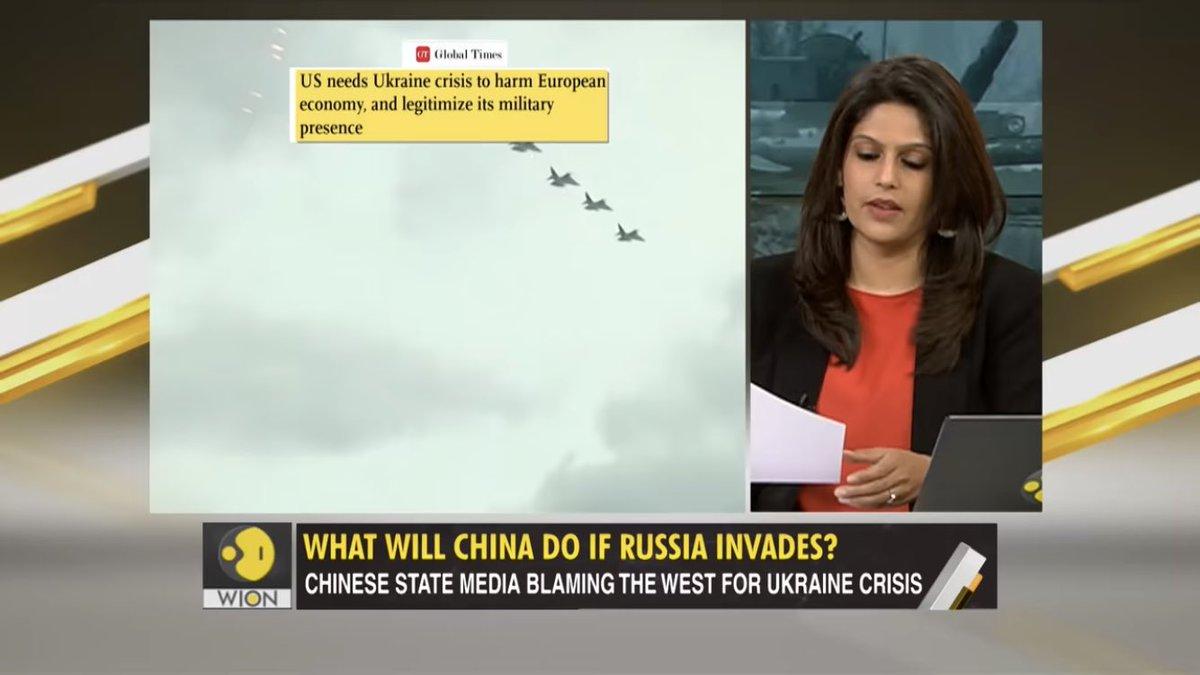 GT Global Times
US needs Ukraine crisis to harm European
economy, and legitimize its military
presence
WHAT WILL CHINA DO IF RUSSIA INVADES?
CHINESE STATE MEDIA BLAMING THE WEST FOR UKRAINE CRISIS
WION